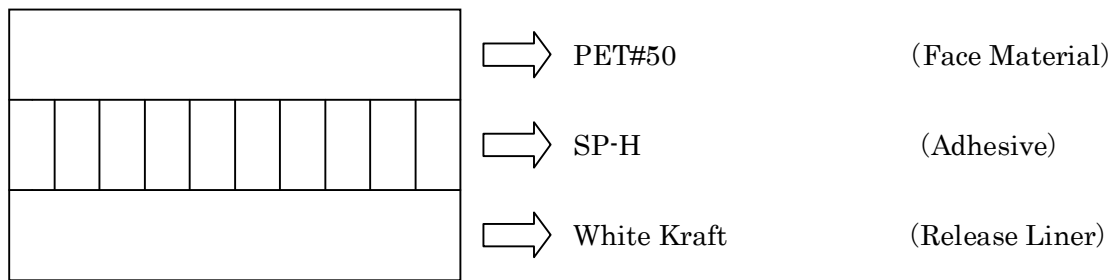 PET#50 (Face Material)
SP-H (Adhesive)
White Kraft (Release Liner)